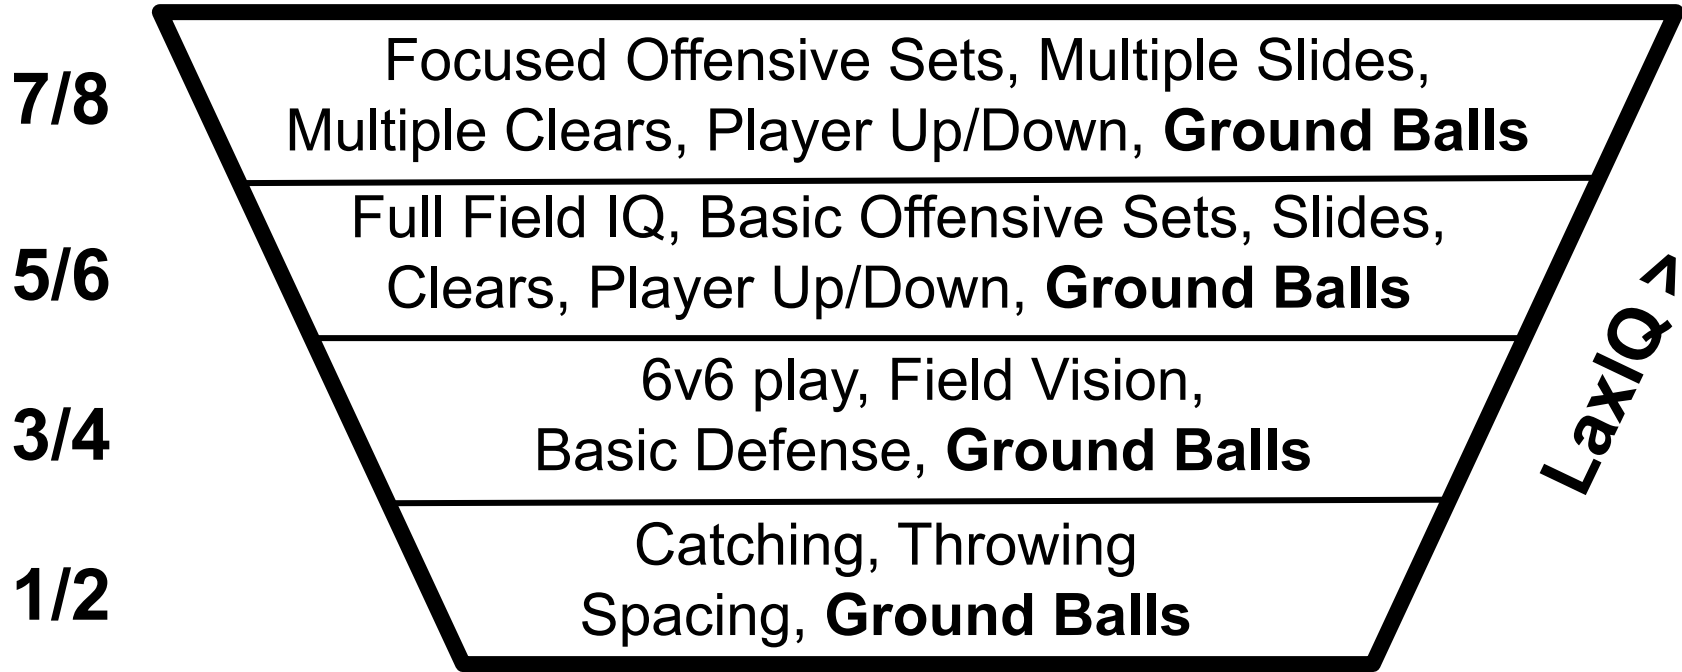 7/8
Focused Offensive Sets, Multiple Slides,
Multiple Clears, Player Up/Down, Ground Balls
5/6
Full Field IQ, Basic Offensive Sets, Slides,
Clears, Player Up/Down, Ground Balls
3/4
6v6 play, Field Vision,
Basic Defense, Ground Balls
1/2
Catching, Throwing
Spacing, Ground Balls
LaxIQ >